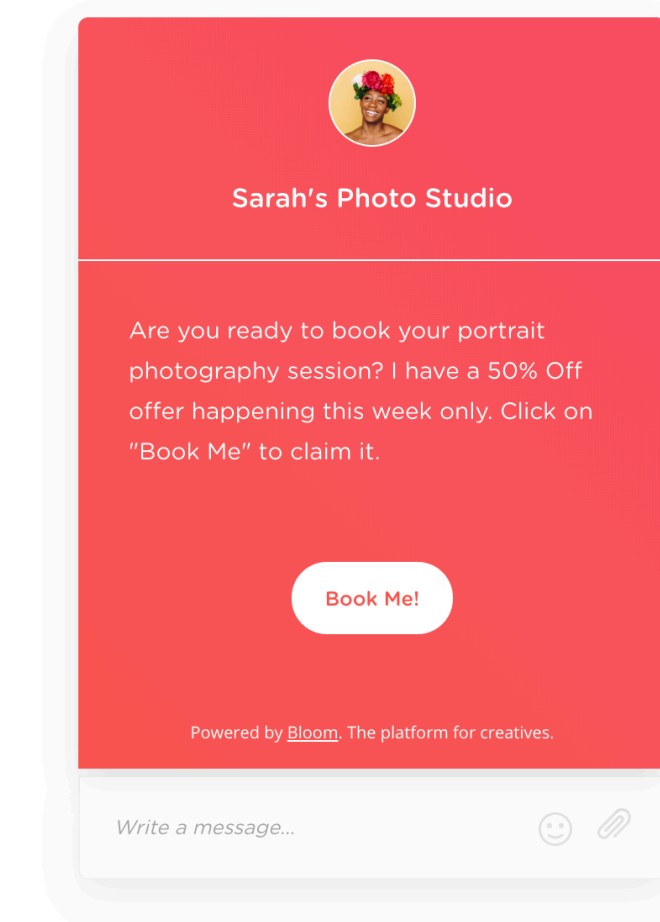 Sarah's Photo Studio
Are you ready to book your portrait
photography session? I have a 50% Off
offer happening this week only. Click on
"Book Me" to claim it.
Book Me!
Powered by Bloom. The platform for creatives.
Write a message...